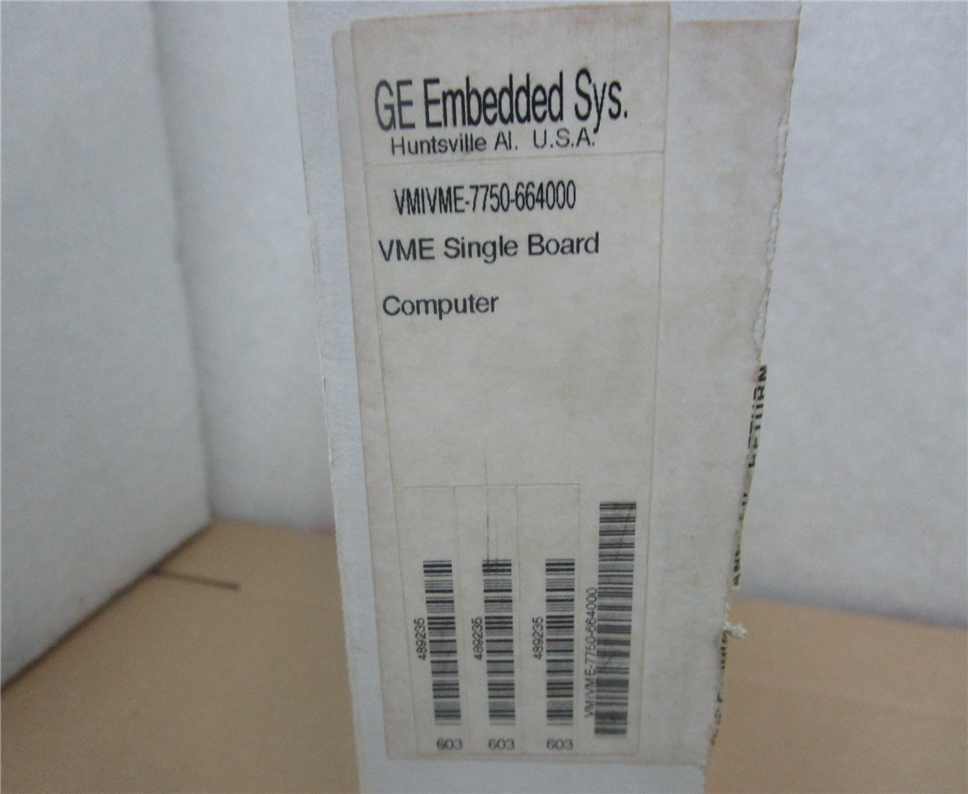 GE Embedded Sys.
Huntsville Al. U.S.A.
VMIVME-7750-664000
VME Single Board
Computer
489235
489235
489235
VMIVME-7750-664000
603
603
603
RETURN